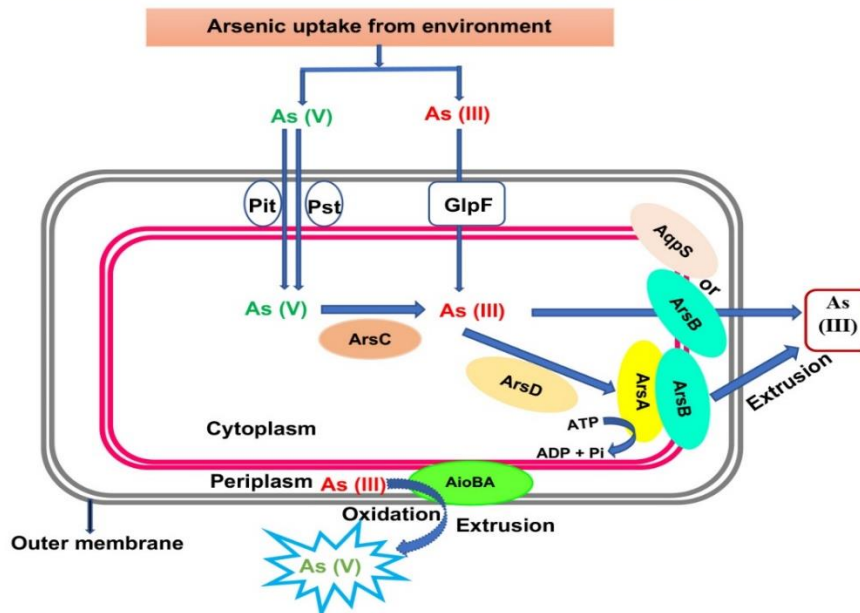 Arsenic uptake from environment
As (V)
As (III)
Pit
Pst
GlpF
AqpS
or
ArsB
As (V)
As (III)
As
(III)
ArsC
ArsD
ArsA
ArsB
Extrusion
ATP
ADP + Pi
Cytoplasm
Periplasm
As (III)
AioBA
Oxidation
Extrusion
Outer membrane
As (V)